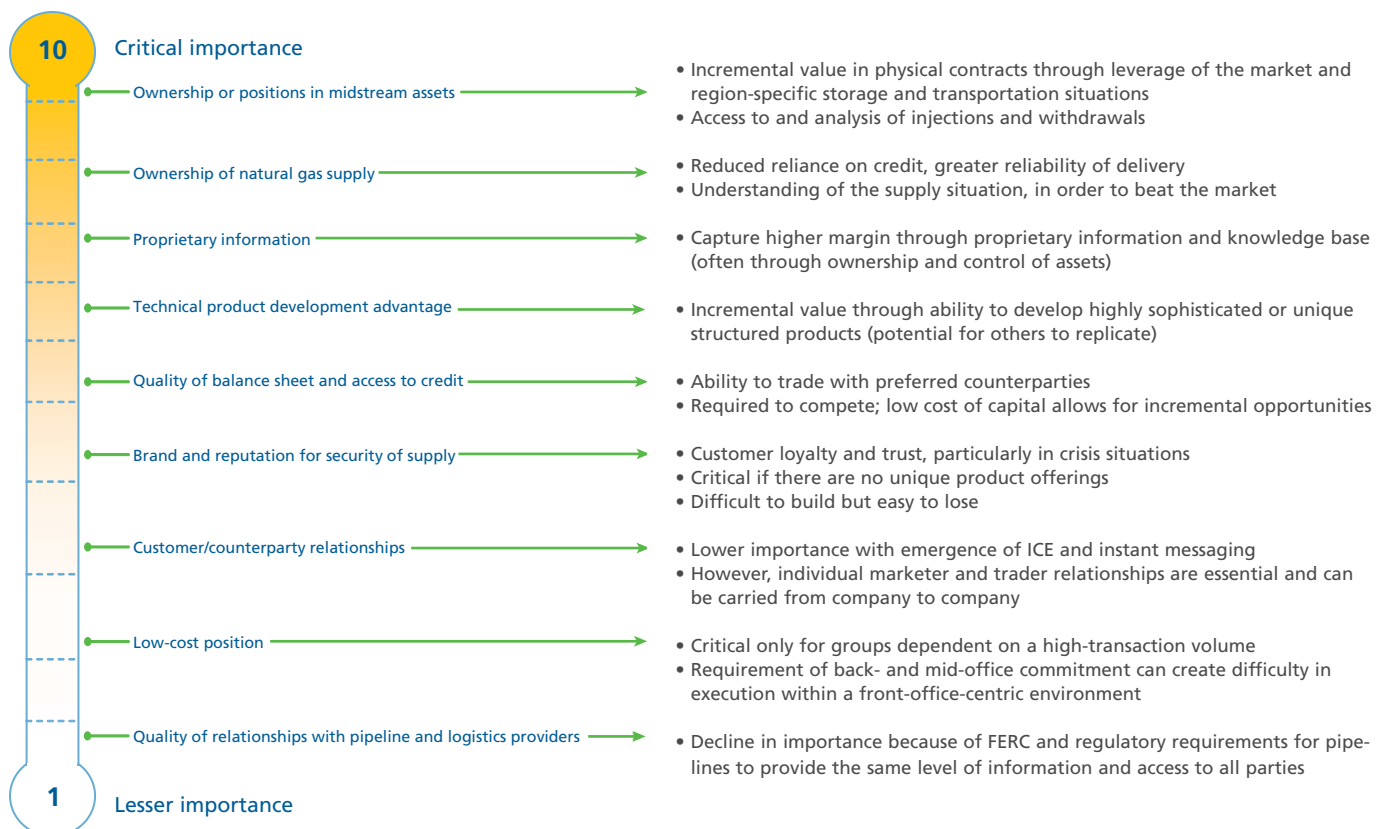 10
Critical importance
Ownership or positions in midstream assets
• Incremental value in physical contracts through leverage of the market and
region-specific storage and transportation situations
• Access to and analysis of injections and withdrawals
Ownership of natural gas supply
• Reduced reliance on credit, greater reliability of delivery
• Understanding of the supply situation, in order to beat the market
Proprietary information
• Capture higher margin through proprietary information and knowledge base
(often through ownership and control of assets)
Technical product development advantage
• Incremental value through ability to develop highly sophisticated or unique
structured products (potential for others to replicate)
Quality of balance sheet and access to credit
• Ability to trade with preferred counterparties
• Required to compete; low cost of capital allows for incremental opportunities
Brand and reputation for security of supply
• Customer loyalty and trust, particularly in crisis situations
• Critical if there are no unique product offerings
• Difficult to build but easy to lose
Customer/counterparty relationships
• Lower importance with emergence of ICE and instant messaging
• However, individual marketer and trader relationships are essential and can
be carried from company to company
Low-cost position
• Critical only for groups dependent on a high-transaction volume
• Requirement of back- and mid-office commitment can create difficulty in
execution within a front-office-centric environment
Quality of relationships with pipeline and logistics providers
• Decline in importance because of FERC and regulatory requirements for pipe-
lines to provide the same level of information and access to all parties
1
Lesser importance